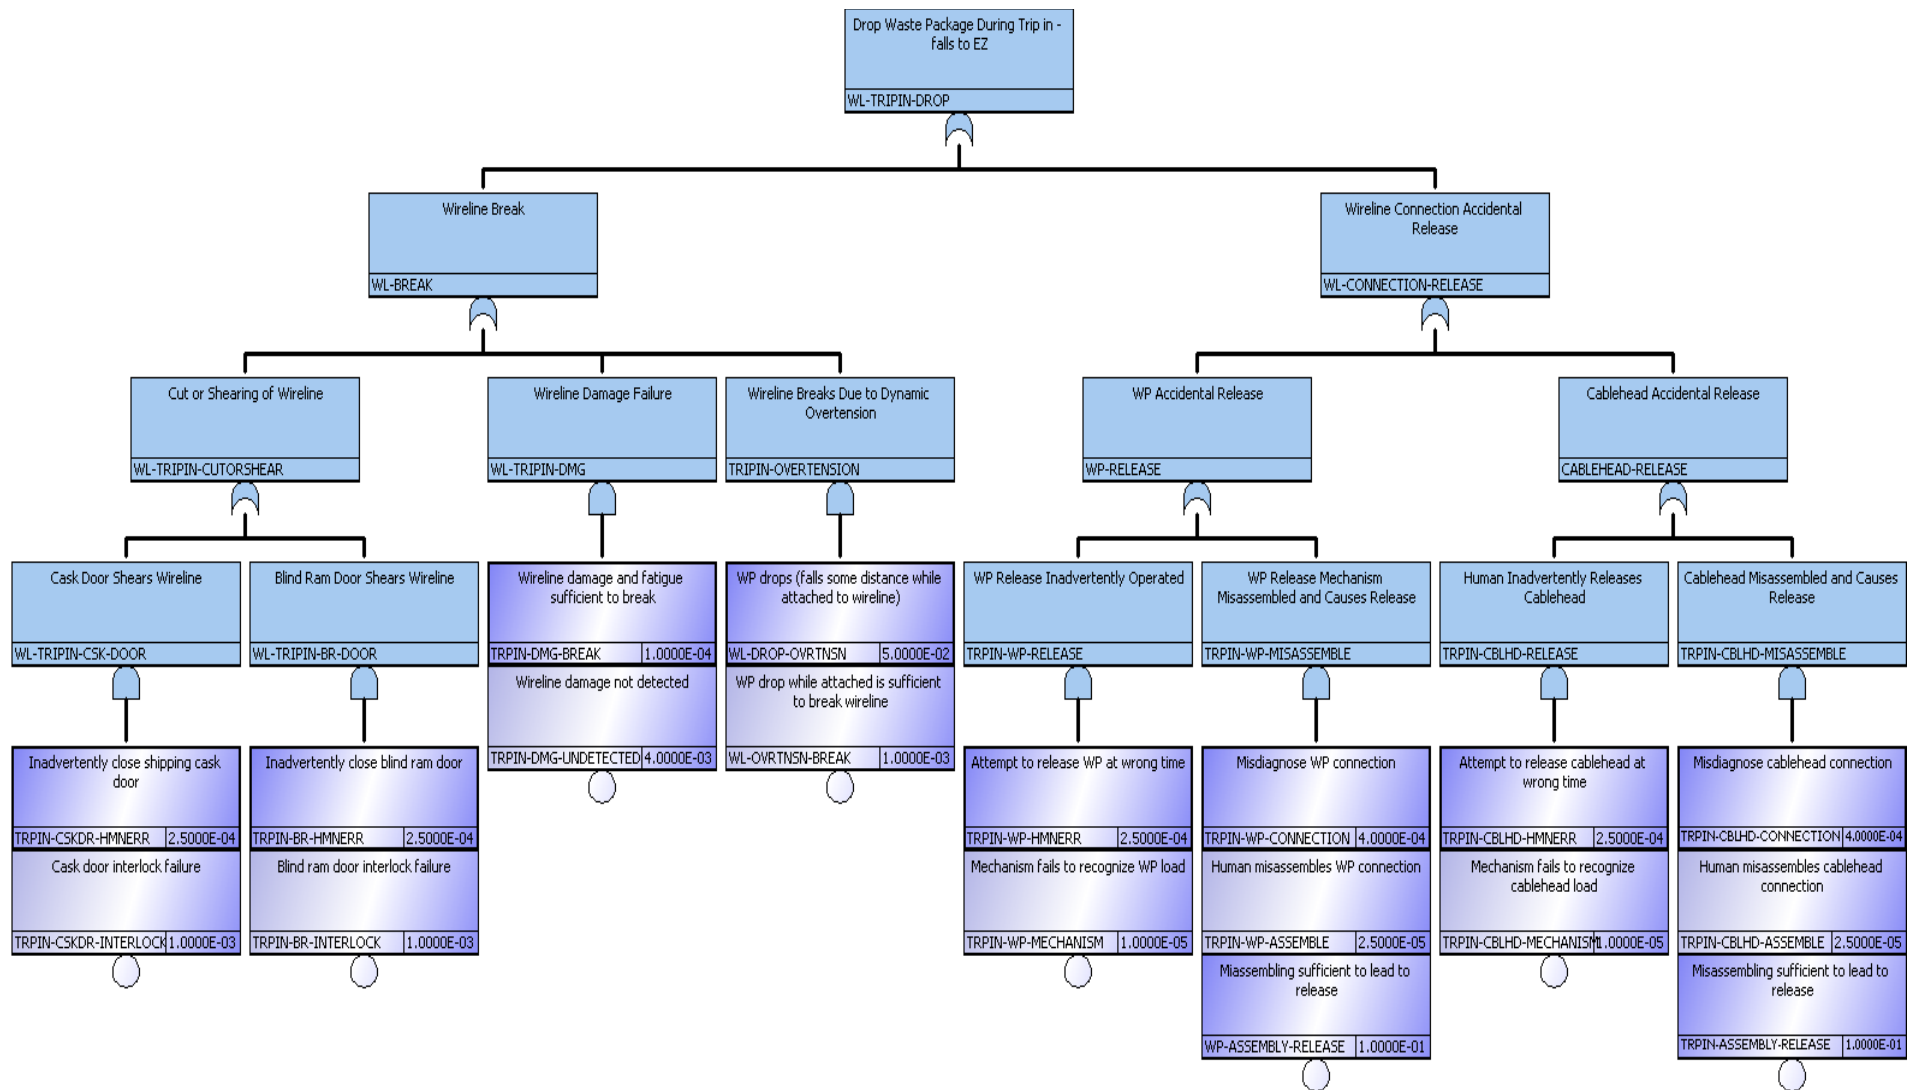 Drop Waste Package During Trip in -
falls to EZ
WL-TRIPIN-DROP
Wireline Break
WL-BREAK
Wireline Connection Accidental
Release
WL-CONNECTION-RELEASE
Cut or Shearing of Wireline
WL-TRIPIN-CUTORSHEAR
Wireline Damage Failure
WL-TRIPIN-DMG
Wireline Breaks Due to Dynamic
Overtension
TRIPIN-OVERTENSION
WP Accidental Release
WP-RELEASE
Cablehead Accidental Release
CABLEHEAD-RELEASE
Cask Door Shears Wireline
WL-TRIPIN-CSK-DOOR
Blind Ram Door Shears Wireline
WL-TRIPIN-BR-DOOR
Wireline damage and fatigue
sufficient to break
TRPIN-DMG-BREAK 1.0000E-04
Wireline damage not detected
TRPIN-DMG-UNDETECTED 4.0000E-03
WP drops (falls some distance while
attached to wireline)
WL-DROP-OVRTNSN 5.0000E-02
WP drop while attached is sufficient
to break wireline
WL-OVRTNSN-BREAK 1.0000E-03
WP Release Inadvertently Operated
TRPIN-WP-RELEASE
WP Release Mechanism
Misassembled and Causes Release
TRPIN-WP-MISASSEMBLE
Human Inadvertently Releases
Cablehead
TRPIN-CBLHD-RELEASE
Cablehead Misassembled and Causes
Release
TRPIN-CBLHD-MISASSEMBLE
Inadvertently close shipping cask
door
TRPIN-CSKDR-HMNERR 2.5000E-04
Cask door interlock failure
TRPIN-CSKDR-INTERLOCK 1.0000E-03
Inadvertently close blind ram door
TRPIN-BR-HMNERR 2.5000E-04
Blind ram door interlock failure
TRPIN-BR-INTERLOCK 1.0000E-03
Attempt to release WP at wrong time
TRPIN-WP-HMNERR 2.5000E-04
Mechanism fails to recognize WP load
TRPIN-WP-MECHANISM 1.0000E-05
Misdiagnose WP connection
TRPIN-WP-CONNECTION 4.0000E-04
Human misassembles WP connection
TRPIN-WP-ASSEMBLE 2.5000E-05
Miassembling sufficient to lead to
release
WP-ASSEMBLY-RELEASE 1.0000E-01
Attempt to release cablehead at
wrong time
TRPIN-CBLHD-HMNERR 2.5000E-04
Mechanism fails to recognize
cablehead load
TRPIN-CBLHD-MECHANISM 1.0000E-05
Misdiagnose cablehead connection
TRPIN-CBLHD-CONNECTION 4.0000E-04
Human misassembles cablehead
connection
TRPIN-CBLHD-ASSEMBLE 2.5000E-05
Misassembling sufficient to lead to
release
TRPIN-ASSEMBLY-RELEASE 1.0000E-01